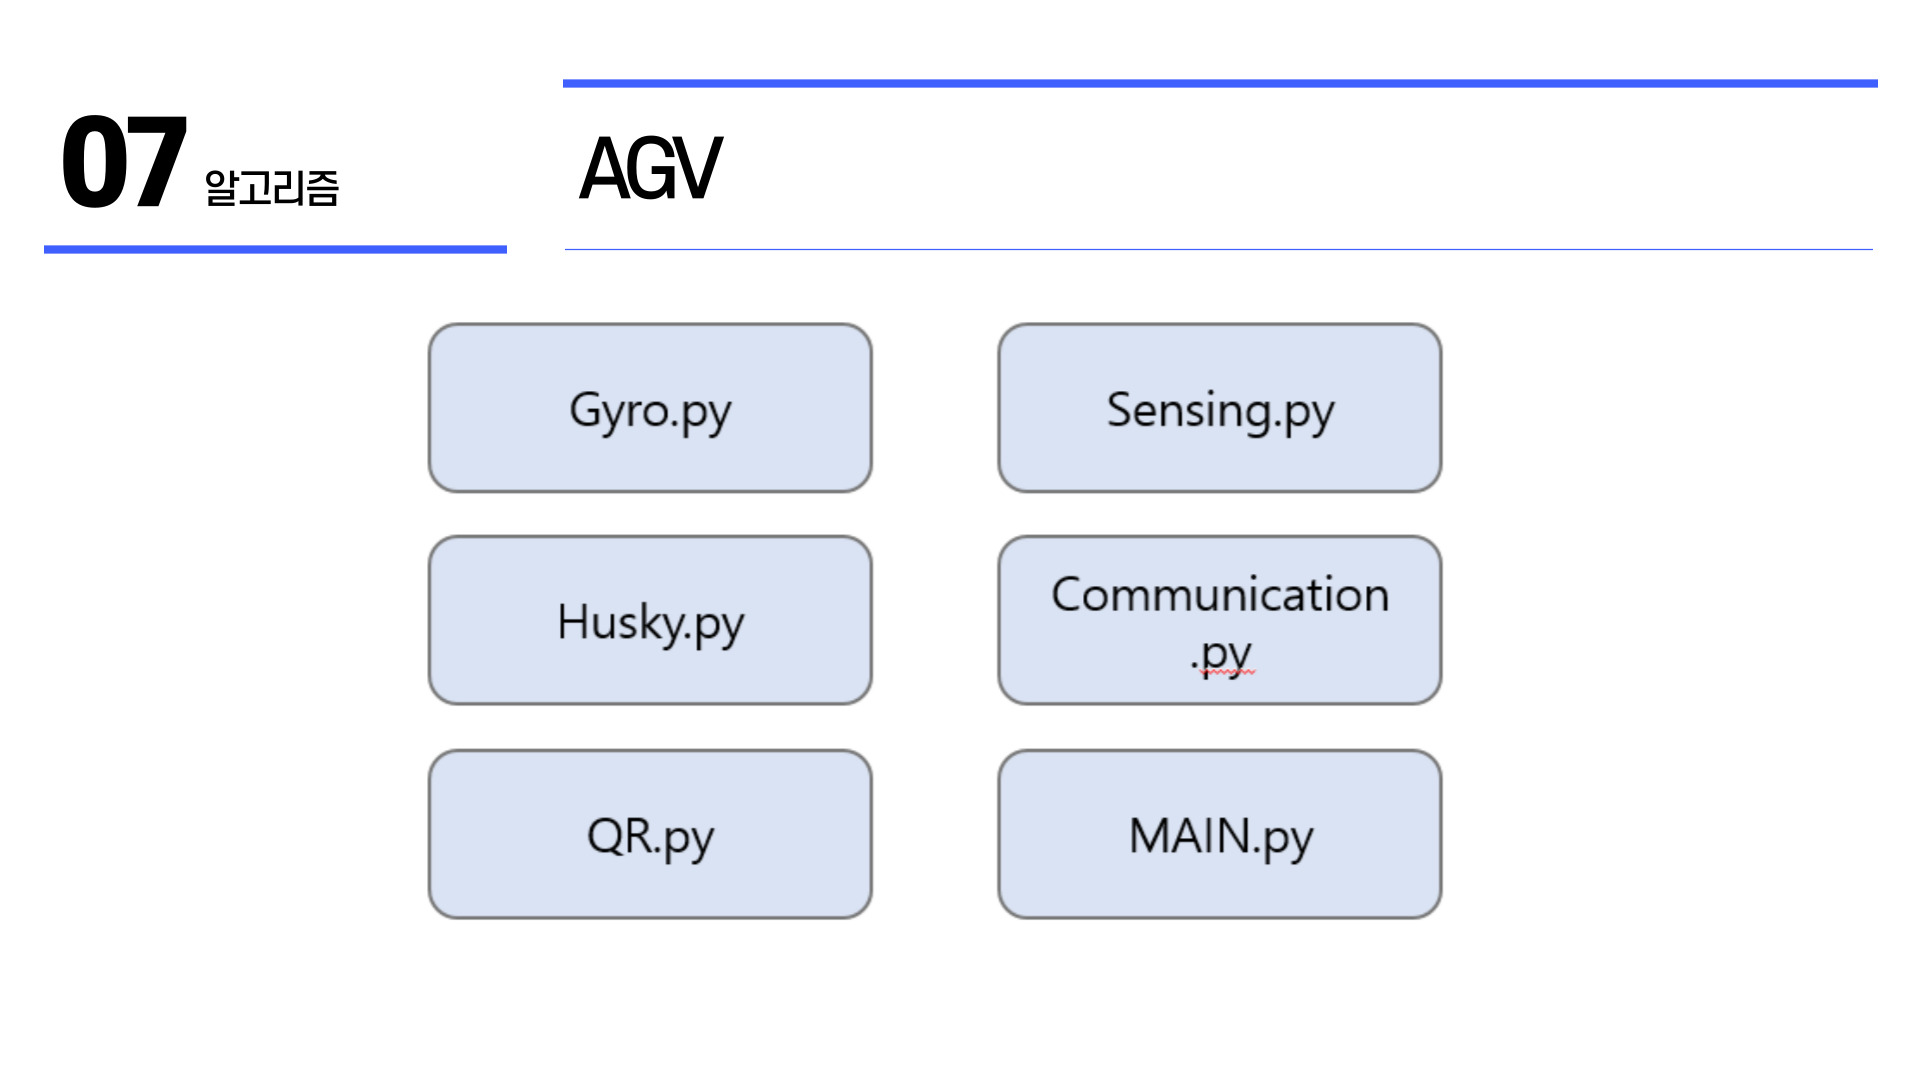 07 알고리즘
AGV
Gyro.py
Sensing.py
Husky.py
Communication
.py
QR.py
MAIN.py